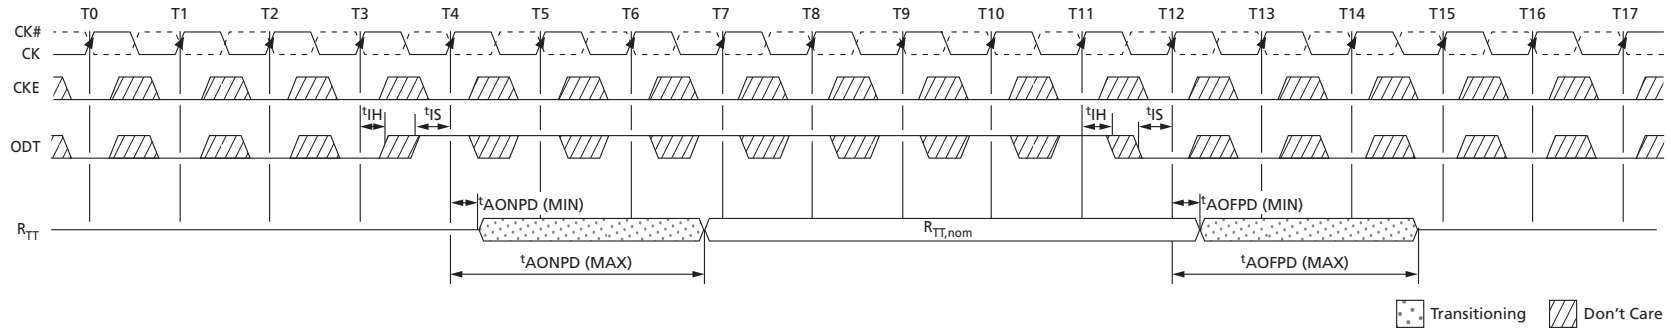 T0 T1 T2 T3 T4 T5 T6 T7 T8 T9 T10 T11 T12 T13 T14 T15 T16 T17
CK#
CK
CKE
tIH tIS tIH tIS
ODT
tAONPD (MIN) tAOFPD (MIN)
RTT RTT,nom
tAONPD (MAX) tAOFPD (MAX)
Transitioning Don't Care